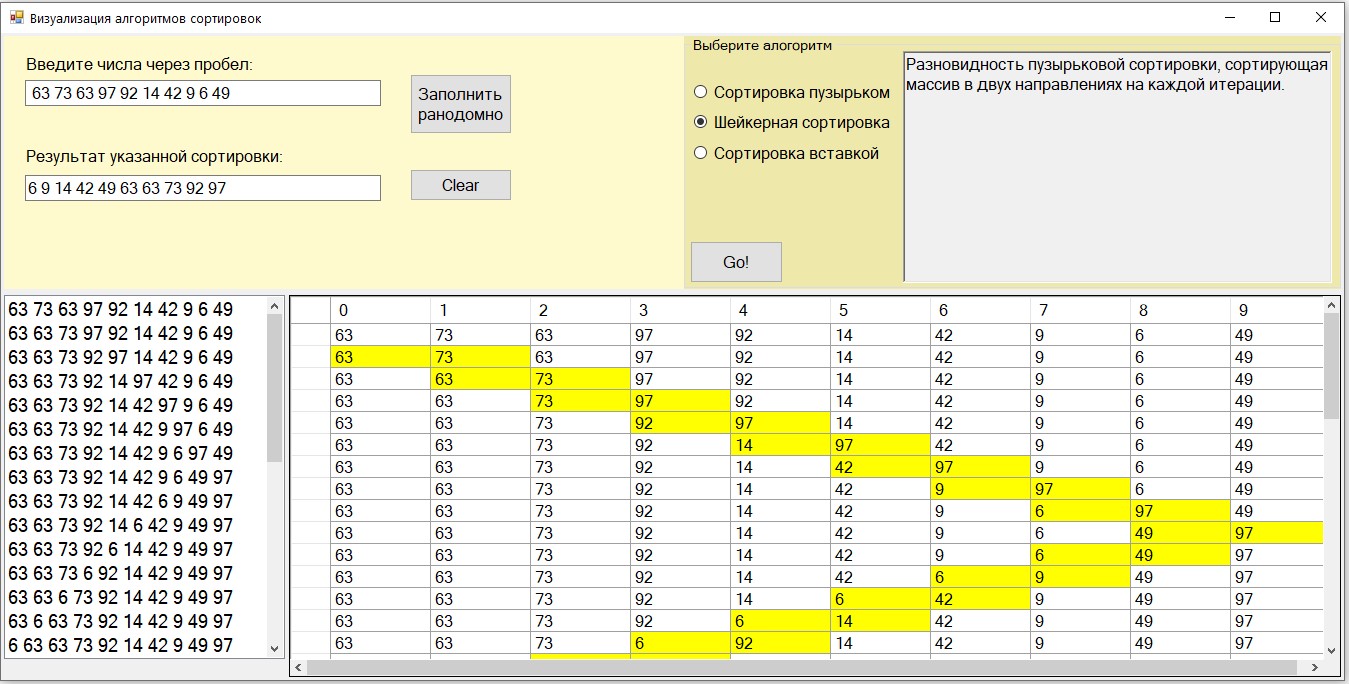 Визуализация алгоритмов сортировок
Введите числа через пробел:
63 73 63 97 92 14 42 9 6 49
Заполнить
ранодомно
Результат указанной сортировки:
6 9 14 42 49 63 63 73 92 97
Clear
Выберите алогоритм
Сортировка пузырьком
Шейкерная сортировка
Сортировка вставкой
Go!
Разновидность пузырьковой сортировки, сортирующая
массив в двух направлениях на каждой итерации.
63 73 63 97 92 14 42 9 6 49
63 63 73 97 92 14 42 9 6 49
63 63 73 92 97 14 42 9 6 49
63 63 73 92 14 97 42 9 6 49
63 63 73 92 14 42 97 9 6 49
63 63 73 92 14 42 9 97 6 49
63 63 73 92 14 42 9 6 97 49
63 63 73 92 14 42 9 6 49 97
63 63 73 92 14 42 6 9 49 97
63 63 73 92 14 6 42 9 49 97
63 63 73 92 6 14 42 9 49 97
63 63 73 6 92 14 42 9 49 97
63 63 6 73 92 14 42 9 49 97
63 6 63 73 92 14 42 9 49 97
6 63 63 73 92 14 42 9 49 97
0 1 2 3 4 5 6 7 8 9
63 73 63 97 92 14 42 9 6 49
63 73 63 97 92 14 42 9 6 49
63 63 73 97 92 14 42 9 6 49
63 63 73 97 92 14 42 9 6 49
63 63 73 92 97 14 42 9 6 49
63 63 73 92 14 97 42 9 6 49
63 63 73 92 14 42 97 9 6 49
63 63 73 92 14 42 9 97 6 49
63 63 73 92 14 42 9 6 97 49
63 63 73 92 14 42 9 6 49 97
63 63 73 92 14 42 9 6 49 97
63 63 73 92 14 42 6 9 49 97
63 63 73 92 14 6 42 9 49 97
63 63 73 92 6 14 42 9 49 97
63 63 73 6 92 14 42 9 49 97